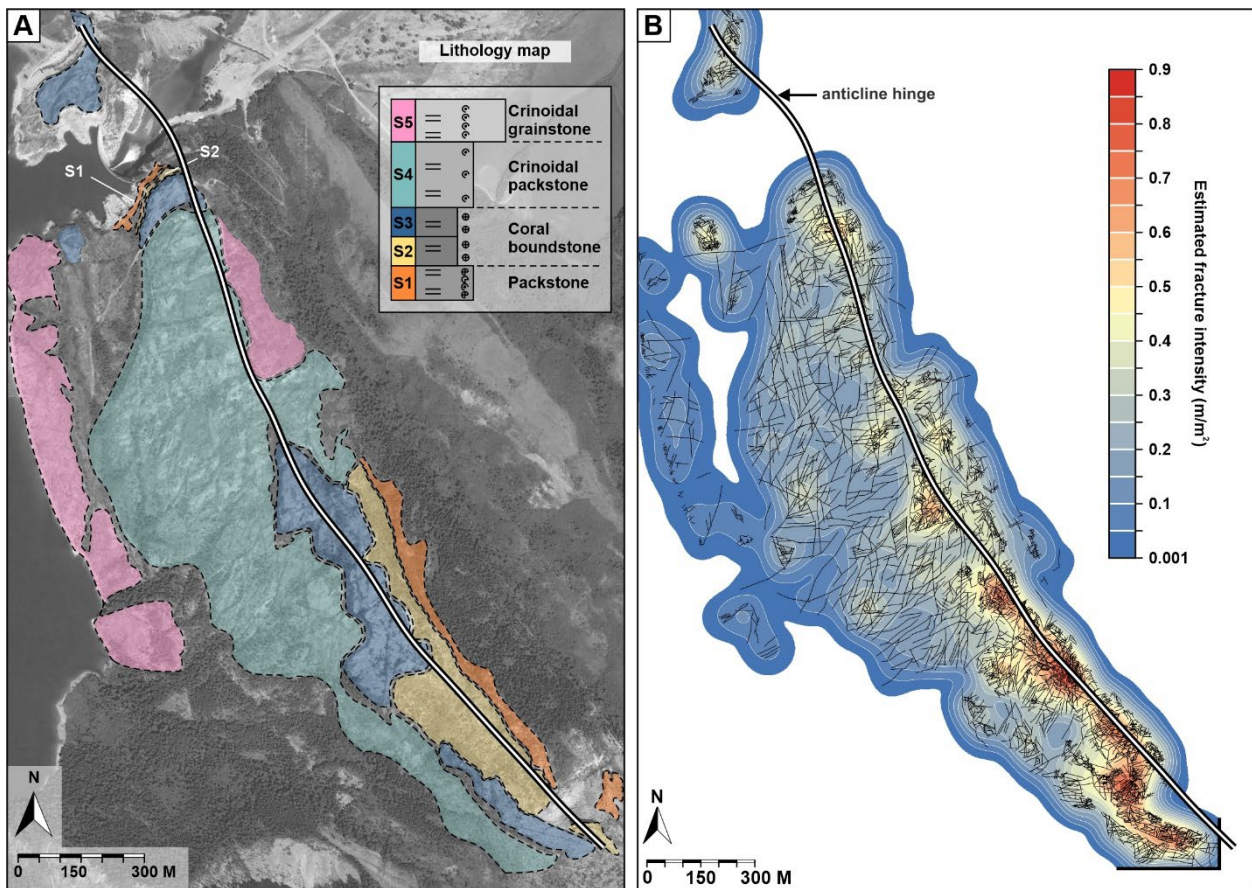 A
Lithology map
S5
Crinoidal
grainstone
S4
Crinoidal
packstone
S3
Coral
boundstone
S2
S1
Packstone
S2
S1
N
0 150 300 M
B
anticline hinge
0.9
0.8
0.7
0.6
0.5
0.4
0.3
0.2
0.1
0.001
Estimated fracture intensity (m/m²)
N
0 150 300 M